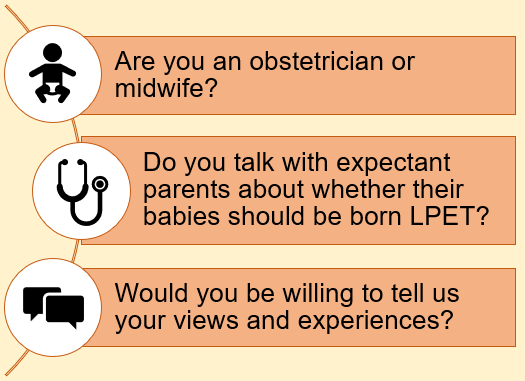 Are you an obstetrician or
midwife?
Do you talk with expectant
parents about whether their
babies should be born LPET?
Would you be willing to tell us
your views and experiences?